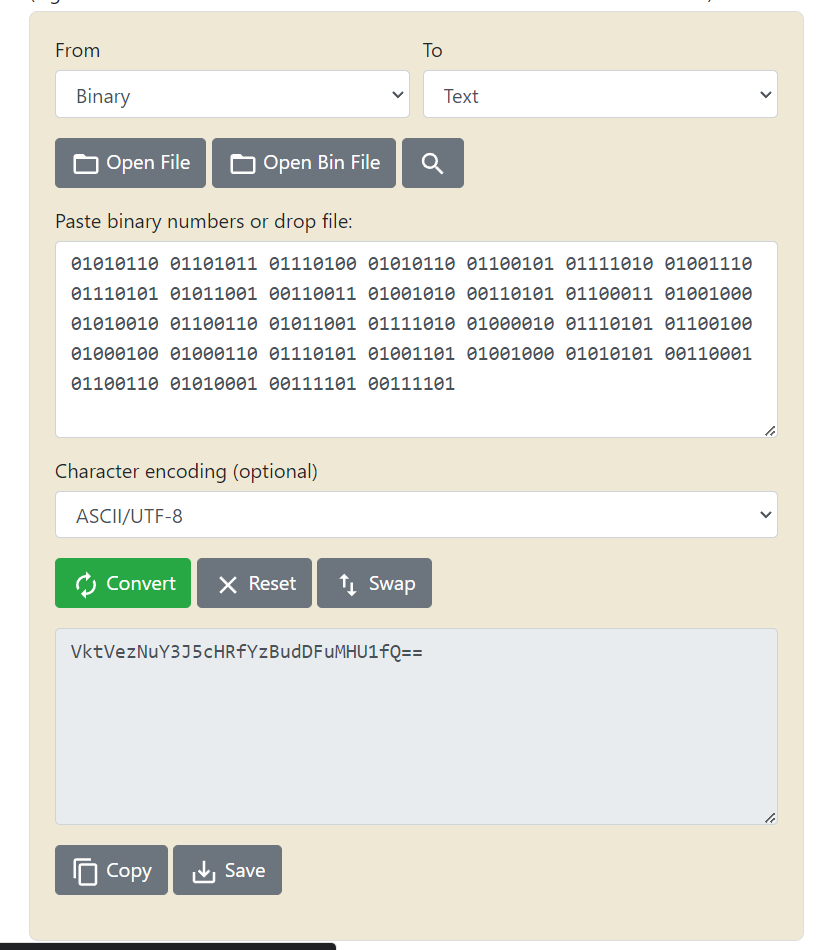 From To
Binary Text
Open File Open Bin File
Paste binary numbers or drop file:
01010110 01101011 01110100 01010110 01100101 01111010 01001110
01110101 01011001 00110011 01001010 00110101 01100011 01001000
01010010 01100110 01011001 01111010 01000010 01110101 01100100
01000100 01000110 01110101 01001101 01001000 01010101 00110001
01100110 01010001 00111101 00111101
Character encoding (optional)
ASCII/UTF-8
Convert Reset Swap
VktVezNuY3J5cHRfYzBudDFuMHU1fQ==
Copy Save